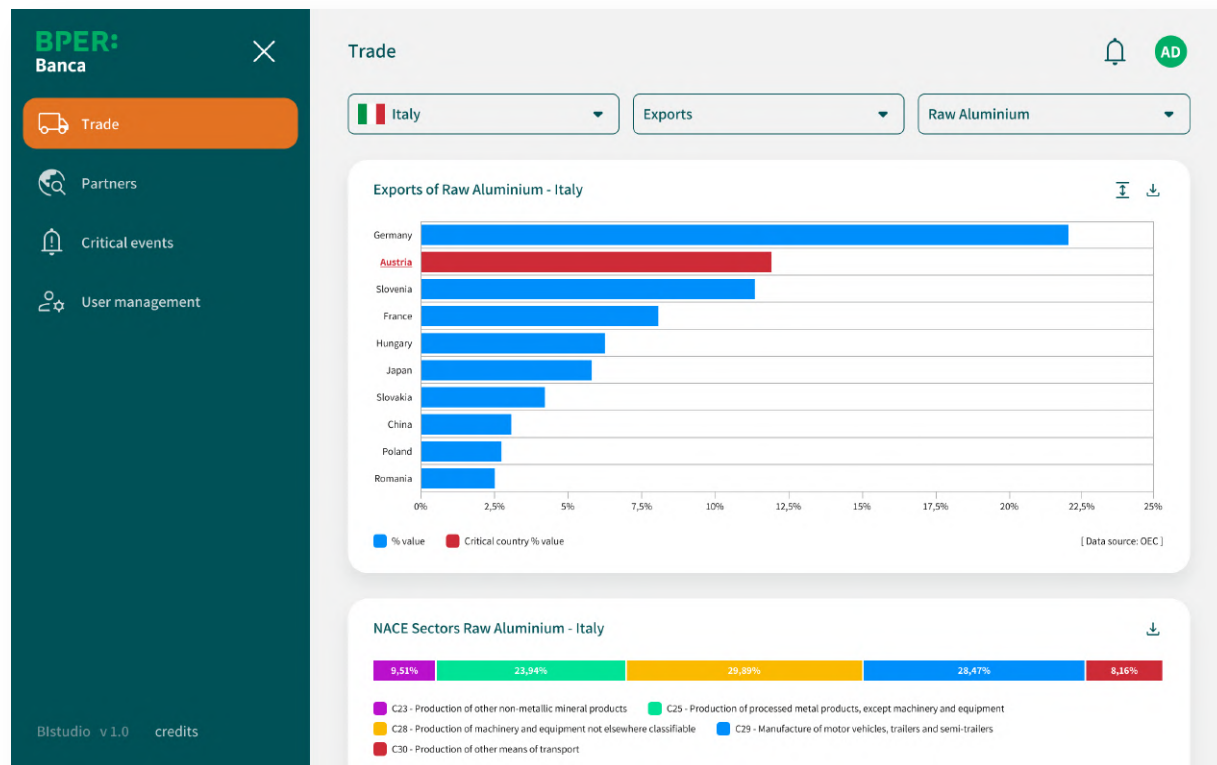 BPER:
Banca
Trade
Partners
Critical events
User management
BIstudio v 1.0 credits
Trade
AD
Italy
Exports
Raw Aluminium
Exports of Raw Aluminium - Italy
Germany
Austria
Slovenia
France
Hungary
Japan
Slovakia
China
Poland
Romania
0% 2,5% 5% 7,5% 10% 12,5% 15% 17,5% 20% 22,5% 25%
% value Critical country % value [ Data source: OEC ]
NACE Sectors Raw Aluminium - Italy
9,51% 23,94% 29,89% 28,47% 8,16%
C23 - Production of other non-metallic mineral products C25 - Production of processed metal products, except machinery and equipment
C28 - Production of machinery and equipment not elsewhere classifiable C29 - Manufacture of motor vehicles, trailers and semi-trailers
C30 - Production of other means of transport